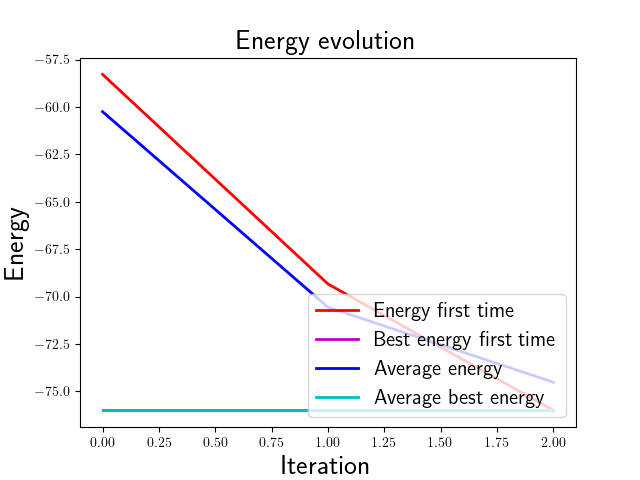 Energy evolution
Energy
−57.5
−60.0
−62.5
−65.0
−67.5
−70.0
−72.5
−75.0
Energy first time
Best energy first time
Average energy
Average best energy
0.00 0.25 0.50 0.75 1.00 1.25 1.50 1.75 2.00
Iteration